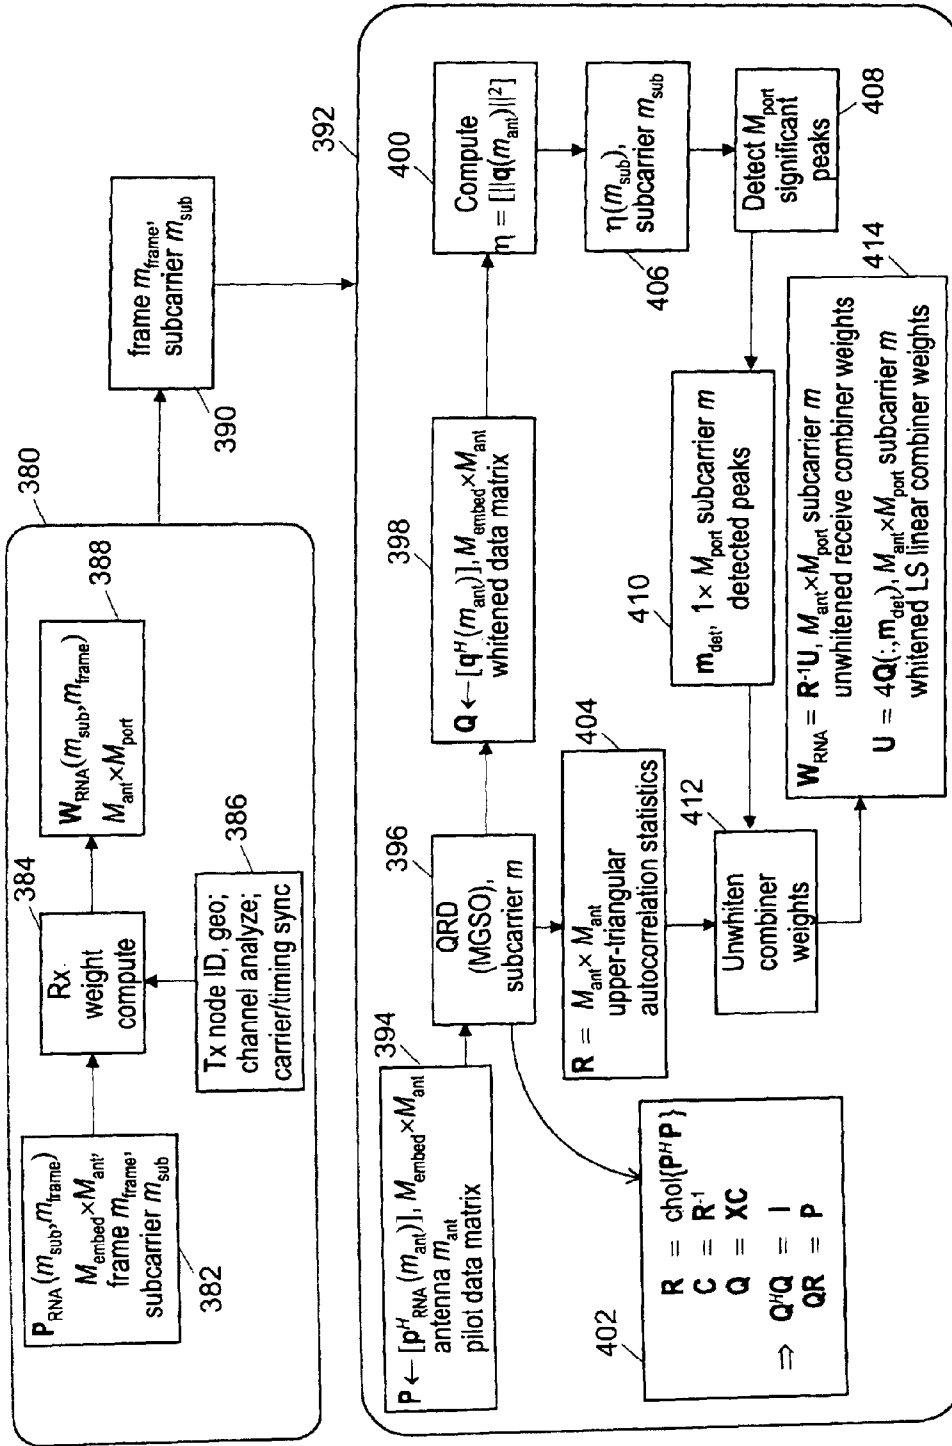 380
P_RNA(m_sub,m_frame)
M_embed×M_ant,
frame m_frame,
subcarrier m_sub
382
Rx
weight
compute
384
W_RNA(m_sub,m_frame)
M_ant×M_port
388
Tx node ID, geo;
channel analyze;
carrier/timing sync
386
frame m_frame,
subcarrier m_sub
390
392
P ← [p^H_RNA(m_ant)], M_embed×M_ant
antenna m_ant
pilot data matrix
394
QRD
(MGSO),
subcarrier m
396
Q ← [q^H(m_ant)], M_embed×M_ant
whitened data matrix
398
Compute
η = [||q(m_ant)||²]
400
R = chol{P^HP}
C = R⁻¹
Q = XC
⇒ Q^HQ = I
QR = P
402
R = M_ant×M_ant
upper-triangular
autocorrelation statistics
404
η(m_sub),
subcarrier m_sub
406
Detect M_port
significant
peaks
408
m_det, 1×M_port subcarrier m
detected peaks
410
Unwhiten
combiner
weights
412
W_RNA = R⁻¹U, M_ant×M_port subcarrier m
unwhitened receive combiner weights
U = 4Q(:,m_det), M_ant×M_port subcarrier m
whitened LS linear combiner weights
414